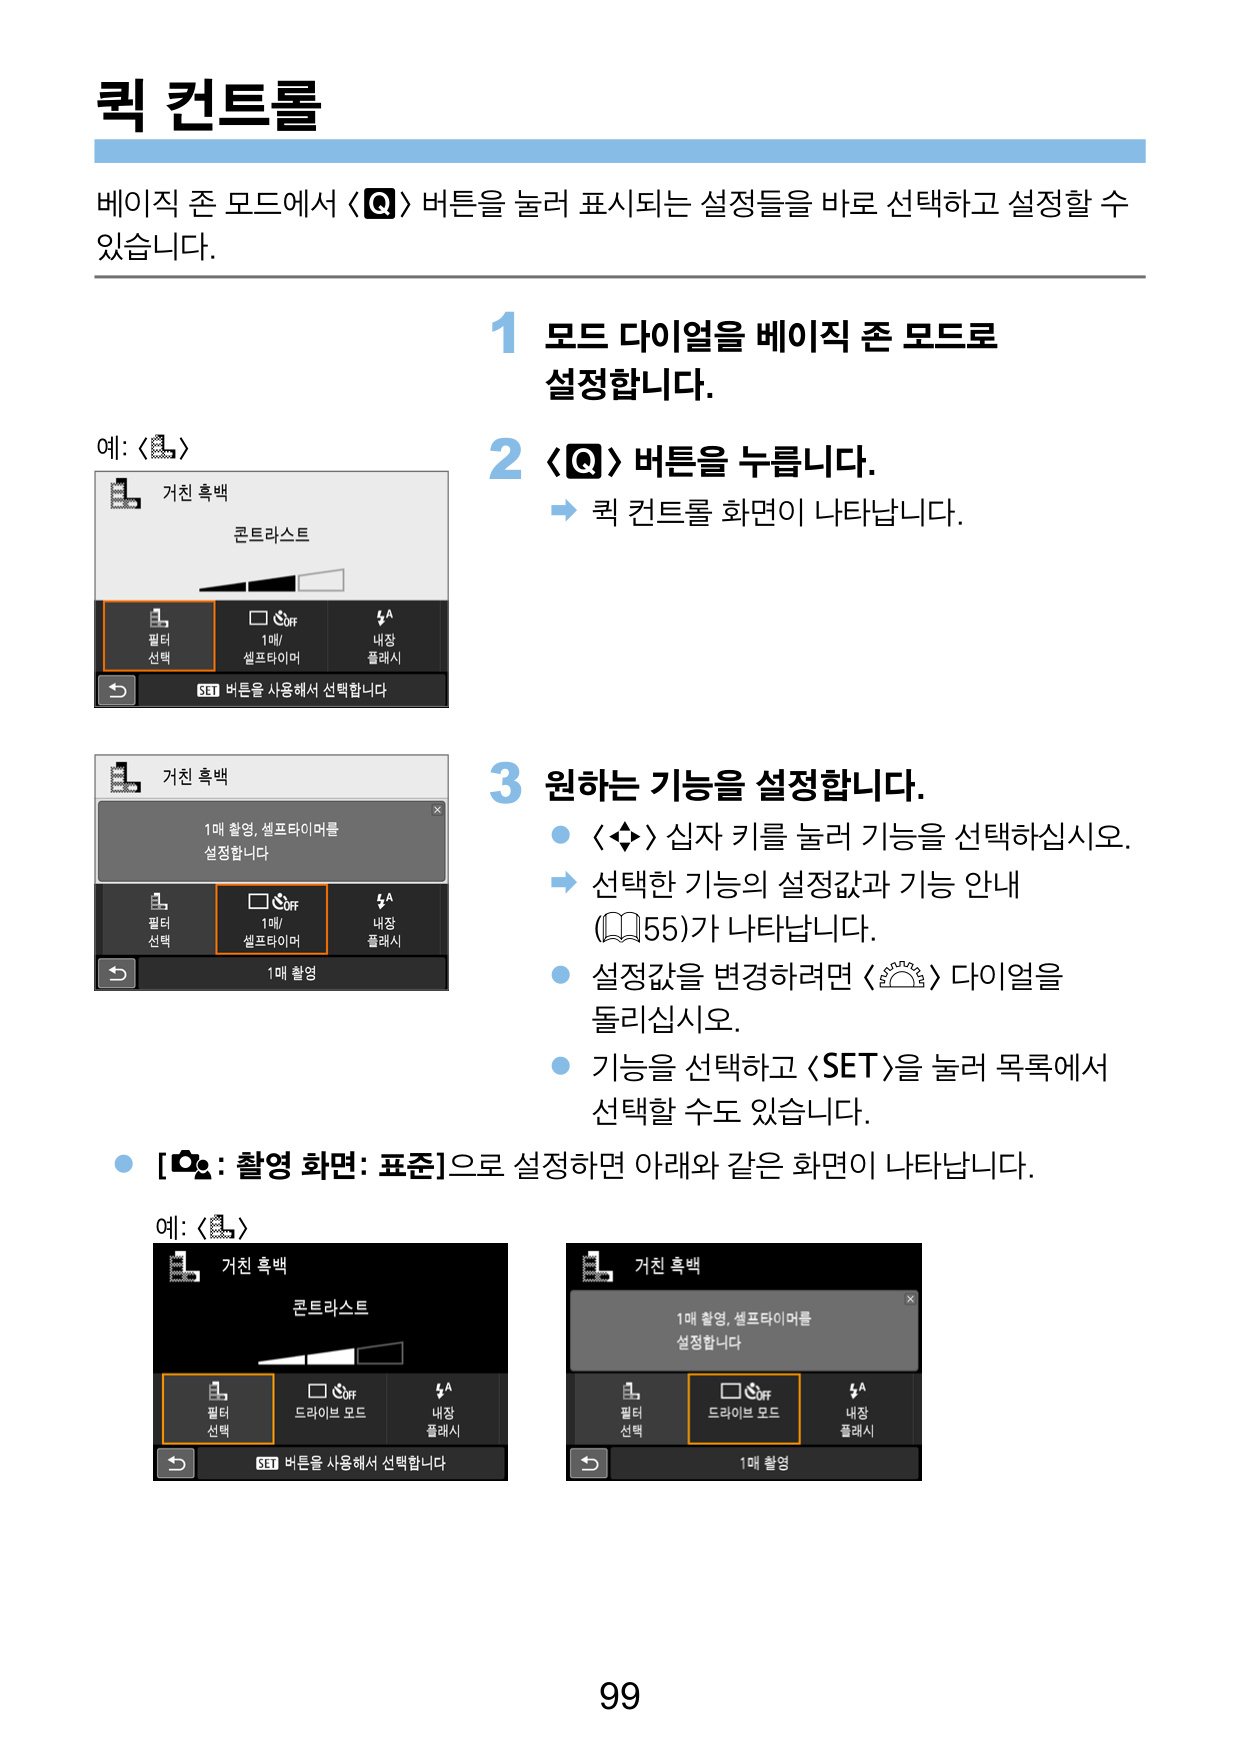 퀵 컨트롤
베이직 존 모드에서 <Q> 버튼을 눌러 표시되는 설정들을 바로 선택하고 설정할 수
있습니다.
1 모드 다이얼을 베이직 존 모드로
설정합니다.
예: < >
거친 흑백
콘트라스트
필터
선택
OFF
1매/
셀프타이머
A
내장
플래시
SET 버튼을 사용해서 선택합니다
2 <Q> 버튼을 누릅니다.
➡ 퀵 컨트롤 화면이 나타납니다.
거친 흑백
1매 촬영, 셀프타이머를
설정합니다
필터
선택
OFF
1매/
셀프타이머
A
내장
플래시
1매 촬영
3 원하는 기능을 설정합니다.
● < > 십자 키를 눌러 기능을 선택하십시오.
➡ 선택한 기능의 설정값과 기능 안내
(55)가 나타납니다.
● 설정값을 변경하려면 < > 다이얼을
돌리십시오.
● 기능을 선택하고 <SET>을 눌러 목록에서
선택할 수도 있습니다.
● [ : 촬영 화면: 표준]으로 설정하면 아래와 같은 화면이 나타납니다.
예: < >
거친 흑백
콘트라스트
필터
선택
OFF
드라이브 모드
A
내장
플래시
SET 버튼을 사용해서 선택합니다
거친 흑백
1매 촬영, 셀프타이머를
설정합니다
필터
선택
OFF
드라이브 모드
A
내장
플래시
1매 촬영
99